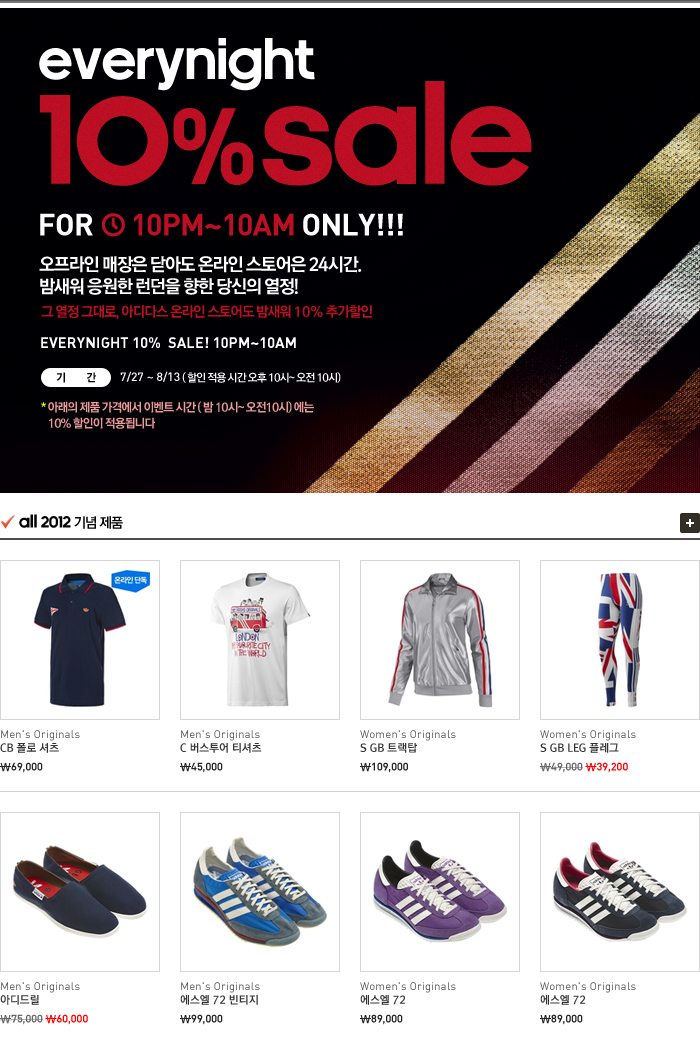 everynight
10%sale
FOR 10PM~10AM ONLY!!!
오프라인 매장은 닫아도 온라인 스토어은 24시간.
밤새워 응원한 런던을 향한 당신의 열정!
그 열정 그대로, 아디다스 온라인 스토어도 밤새워 10% 추가할인
EVERYNIGHT 10% SALE! 10PM~10AM
기 간 7/27 ~ 8/13 ( 할인 적용 시간 오후 10시~ 오전 10시)
* 아래의 제품 가격에서 이벤트 시간 ( 밤 10시~ 오전10시) 에는
10% 할인이 적용됩니다
all 2012 기념 제품
온라인 단독
LONDON
Men's Originals
CB 폴로 셔츠
₩69,000
Men's Originals
C 버스투어 티셔츠
₩45,000
Women's Originals
S GB 트랙탑
₩109,000
Women's Originals
S GB LEG 플레그
₩49,000 ₩39,200
Men's Originals
아디드릴
₩75,000 ₩60,000
Men's Originals
에스엘 72 빈티지
₩99,000
Women's Originals
에스엘 72
₩89,000
Women's Originals
에스엘 72
₩89,000